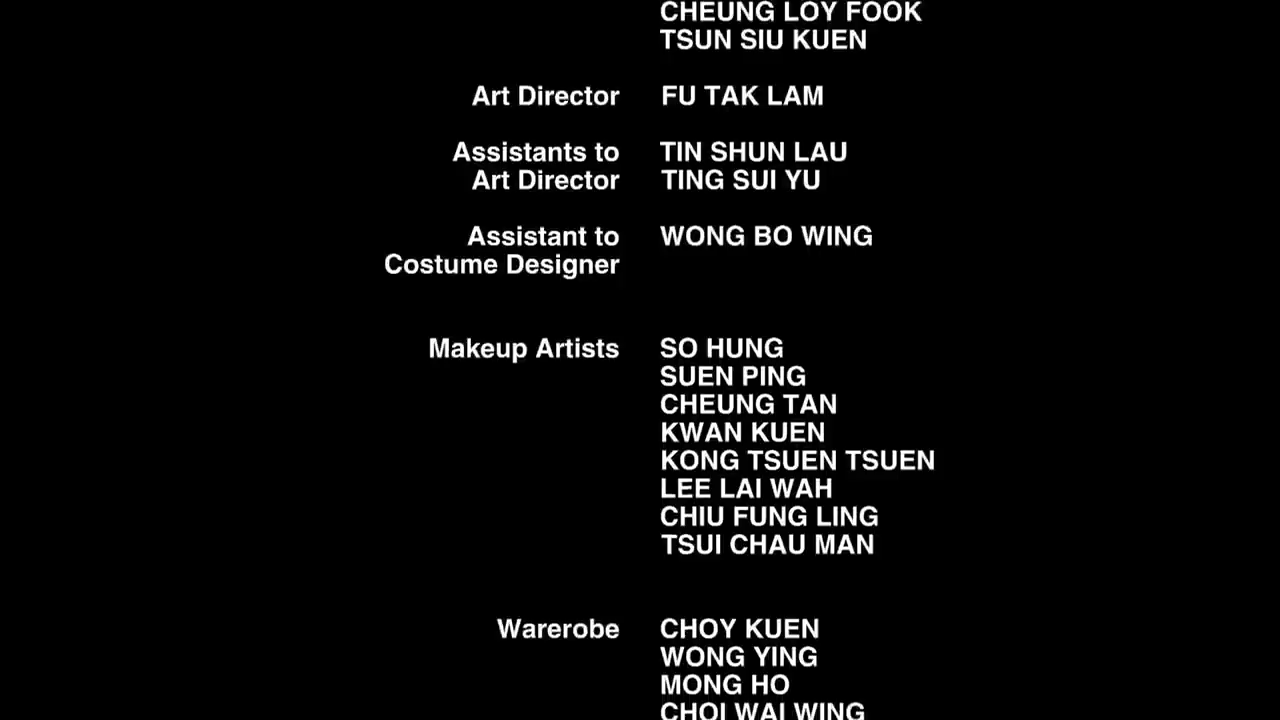 CHEUNG LOY FOOK
TSUN SIU KUEN
Art Director FU TAK LAM
Assistants to TIN SHUN LAU
Art Director TING SUI YU
Assistant to WONG BO WING
Costume Designer
Makeup Artists SO HUNG
SUEN PING
CHEUNG TAN
KWAN KUEN
KONG TSUEN TSUEN
LEE LAI WAH
CHIU FUNG LING
TSUI CHAU MAN
Warerobe CHOY KUEN
WONG YING
MONG HO
CHOI WAI WING